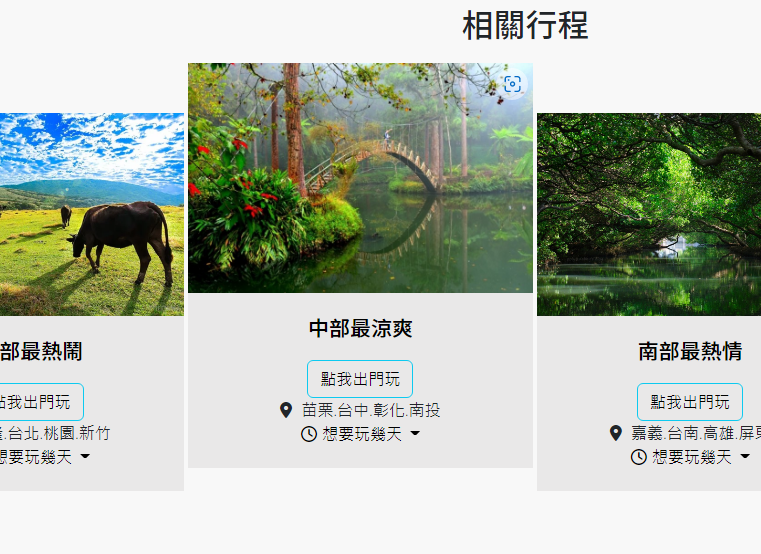 相關行程
部最熱鬧
點我出門玩
.台北.桃園.新竹
想要玩幾天
中部最涼爽
點我出門玩
苗栗.台中.彰化.南投
想要玩幾天
南部最熱情
點我出門玩
嘉義.台南.高雄.屏東
想要玩幾天